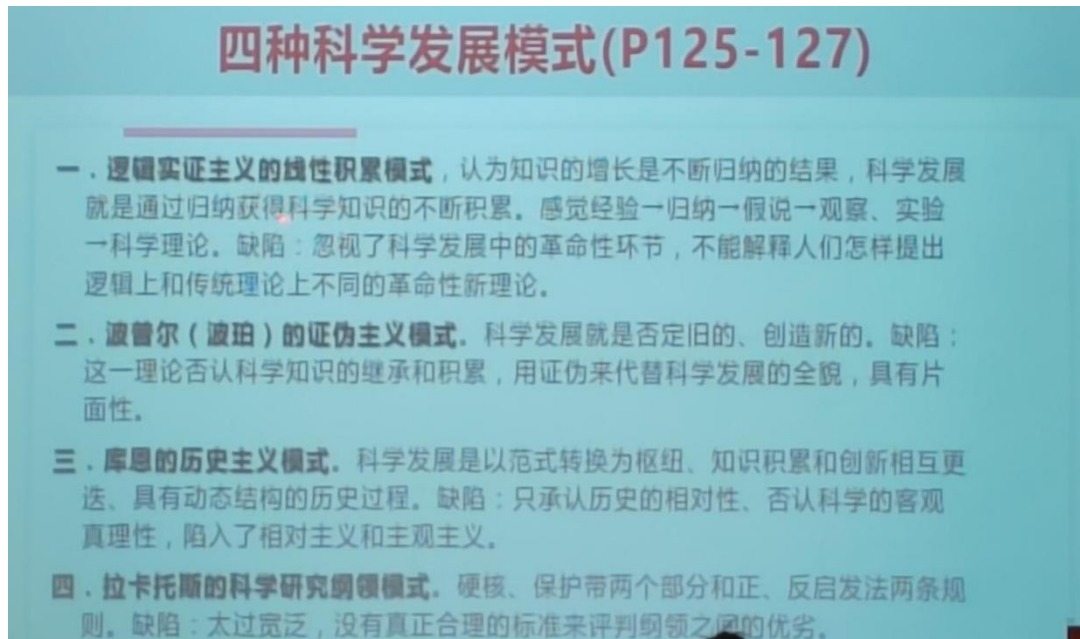 四种科学发展模式(P125-127)
一．逻辑实证主义的线性积累模式，认为知识的增长是不断归纳的结果，科学发展
就是通过归纳获得科学知识的不断积累。感觉经验→归纳→假说→观察、实验
→科学理论。缺陷：忽视了科学发展中的革命性环节，不能解释人们怎样提出
逻辑上和传统理论上不同的革命性新理论。
二．波普尔（波珀）的证伪主义模式。科学发展就是否定旧的、创造新的。缺陷：
这一理论否认科学知识的继承和积累，用证伪来代替科学发展的全貌，具有片
面性。
三．库恩的历史主义模式。科学发展是以范式转换为枢纽、知识积累和创新相互更
迭、具有动态结构的历史过程。缺陷：只承认历史的相对性、否认科学的客观
真理性，陷入了相对主义和主观主义。
四．拉卡托斯的科学研究纲领模式。硬核、保护带两个部分和正、反启发法两条规
则。缺陷：太过宽泛，没有真正合理的标准来评判纲领之间的优劣。